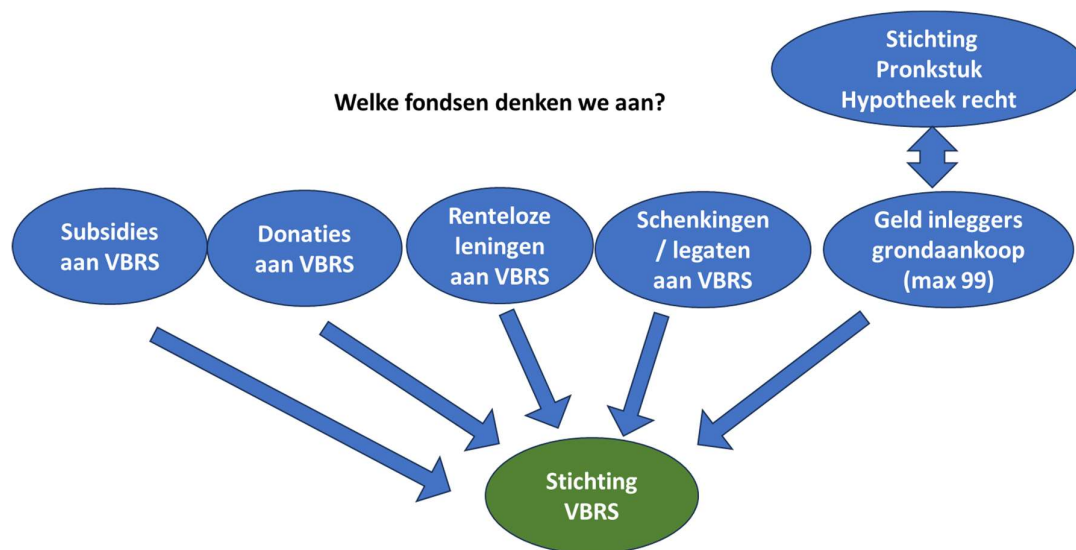 Stichting
Pronkstuk
Hypotheek recht
Welke fondsen denken we aan?
Subsidies
aan VBRS
Donaties
aan VBRS
Renteloze
leningen
aan VBRS
Schenkingen
/ legaten
aan VBRS
Geld inleggers
grondaankoop
(max 99)
Stichting
VBRS